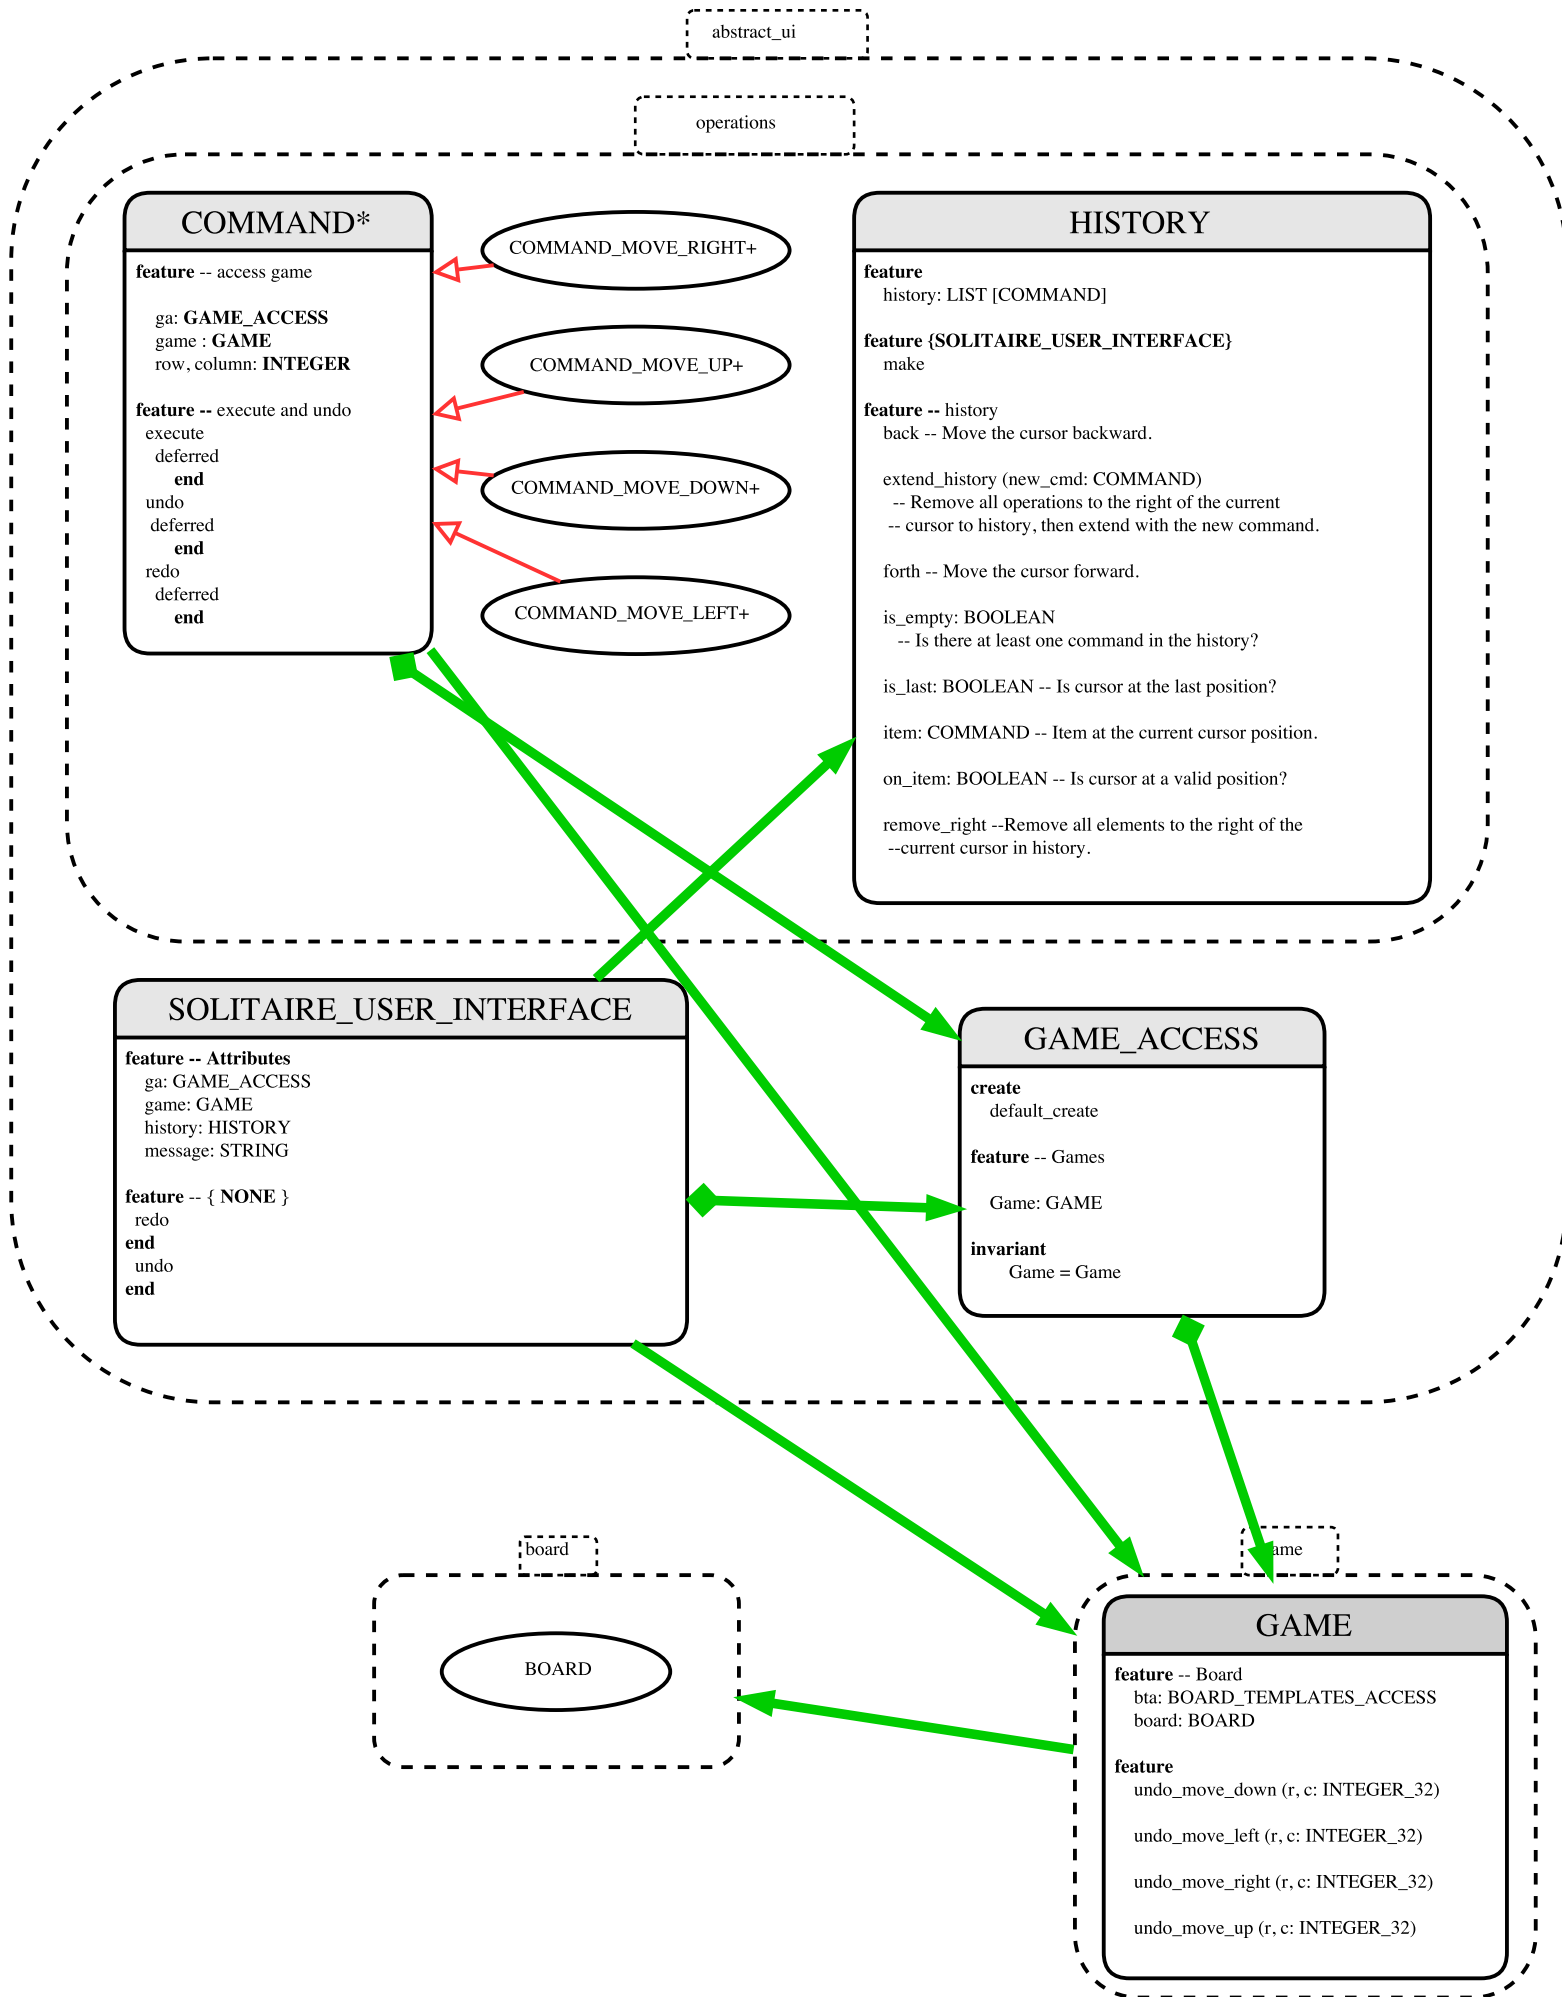 abstract_ui
operations
COMMAND*
feature -- access game
ga: GAME_ACCESS
game : GAME
row, column: INTEGER
feature -- execute and undo
execute
deferred
end
undo
deferred
end
redo
deferred
end
COMMAND_MOVE_RIGHT+
COMMAND_MOVE_UP+
COMMAND_MOVE_DOWN+
COMMAND_MOVE_LEFT+
HISTORY
feature
history: LIST [COMMAND]
feature {SOLITAIRE_USER_INTERFACE}
make
feature -- history
back -- Move the cursor backward.
extend_history (new_cmd: COMMAND)
-- Remove all operations to the right of the current
-- cursor to history, then extend with the new command.
forth -- Move the cursor forward.
is_empty: BOOLEAN
-- Is there at least one command in the history?
is_last: BOOLEAN -- Is cursor at the last position?
item: COMMAND -- Item at the current cursor position.
on_item: BOOLEAN -- Is cursor at a valid position?
remove_right --Remove all elements to the right of the
--current cursor in history.
SOLITAIRE_USER_INTERFACE
feature -- Attributes
ga: GAME_ACCESS
game: GAME
history: HISTORY
message: STRING
feature -- { NONE }
redo
end
undo
end
GAME_ACCESS
create
default_create
feature -- Games
Game: GAME
invariant
Game = Game
board
BOARD
GAME
feature -- Board
bta: BOARD_TEMPLATES_ACCESS
board: BOARD
feature
undo_move_down (r, c: INTEGER_32)
undo_move_left (r, c: INTEGER_32)
undo_move_right (r, c: INTEGER_32)
undo_move_up (r, c: INTEGER_32)